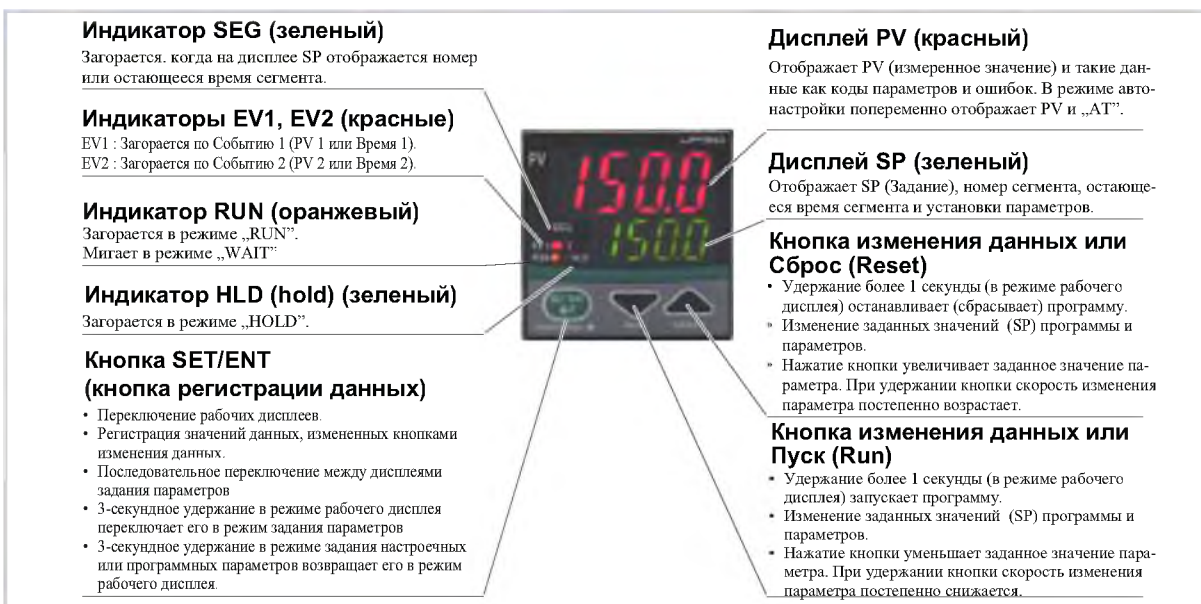 Индикатор SEG (зеленый)
Загорается. когда на дисплее SP отображается номер
или остающееся время сегмента.
Индикаторы EV1, EV2 (красные)
EV1 : Загорается по Событию 1 (PV 1 или Время 1).
EV2 : Загорается по Событию 2 (PV 2 или Время 2).
Индикатор RUN (оранжевый)
Загорается в режиме „RUN”.
Мигает в режиме „WAIT”
Индикатор HLD (hold) (зеленый)
Загорается в режиме „HOLD”.
Кнопка SET/ENT
(кнопка регистрации данных)
• Переключение рабочих дисплеев.
• Регистрация значений данных, измененных кнопками
изменения данных.
• Последовательное переключение между дисплеями
задания параметров
• 3-секундное удержание в режиме рабочего дисплея
переключает его в режим задания параметров
• 3-секундное удержание в режиме задания настроечных
или программных параметров возвращает его в режим
рабочего дисплея.
PV
150.0
150.0
Дисплей PV (красный)
Отображает PV (измеренное значение) и такие дан-
ные как коды параметров и ошибок. В режиме авто-
настройки попеременно отображает PV и „AT”.
Дисплей SP (зеленый)
Отображает SP (Задание), номер сегмента, остающе-
еся время сегмента и установки параметров.
Кнопка изменения данных или
Сброс (Reset)
• Удержание более 1 секунды (в режиме рабочего
дисплея) останавливает (сбрасывает) программу.
• Изменение заданных значений (SP) программы и
параметров.
• Нажатие кнопки увеличивает заданное значение па-
раметра. При удержании кнопки скорость изменения
параметра постепенно возрастает.
Кнопка изменения данных или
Пуск (Run)
• Удержание более 1 секунды (в режиме рабочего
дисплея) запускает программу.
• Изменение заданных значений (SP) программы и
параметров.
• Нажатие кнопки уменьшает заданное значение пара-
метра. При удержании кнопки скорость изменения
параметра постепенно снижается.